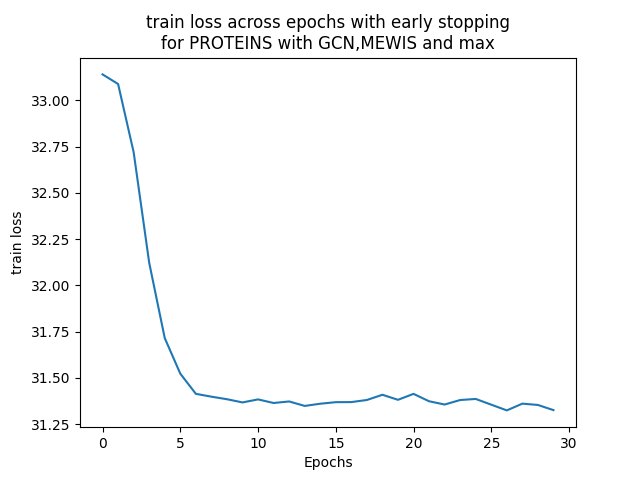 train loss across epochs with early stopping
for PROTEINS with GCN,MEWIS and max
33.00
32.75
32.50
32.25
32.00
31.75
31.50
31.25
train loss
0 5 10 15 20 25 30
Epochs